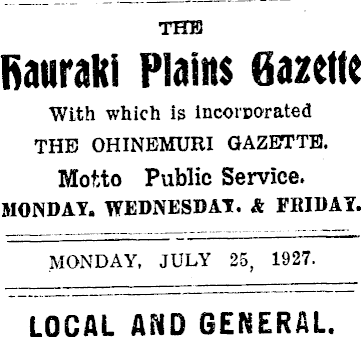 THE
Hauraki Plains Gazette
With which is Incorporated
THE OHINEMURI GAZETTE.
Motto Public Service.
MONDAY. WEDNESDAY. & FRIDAY.
MONDAY, JULY 25, 1927.
LOCAL AND GENERAL.